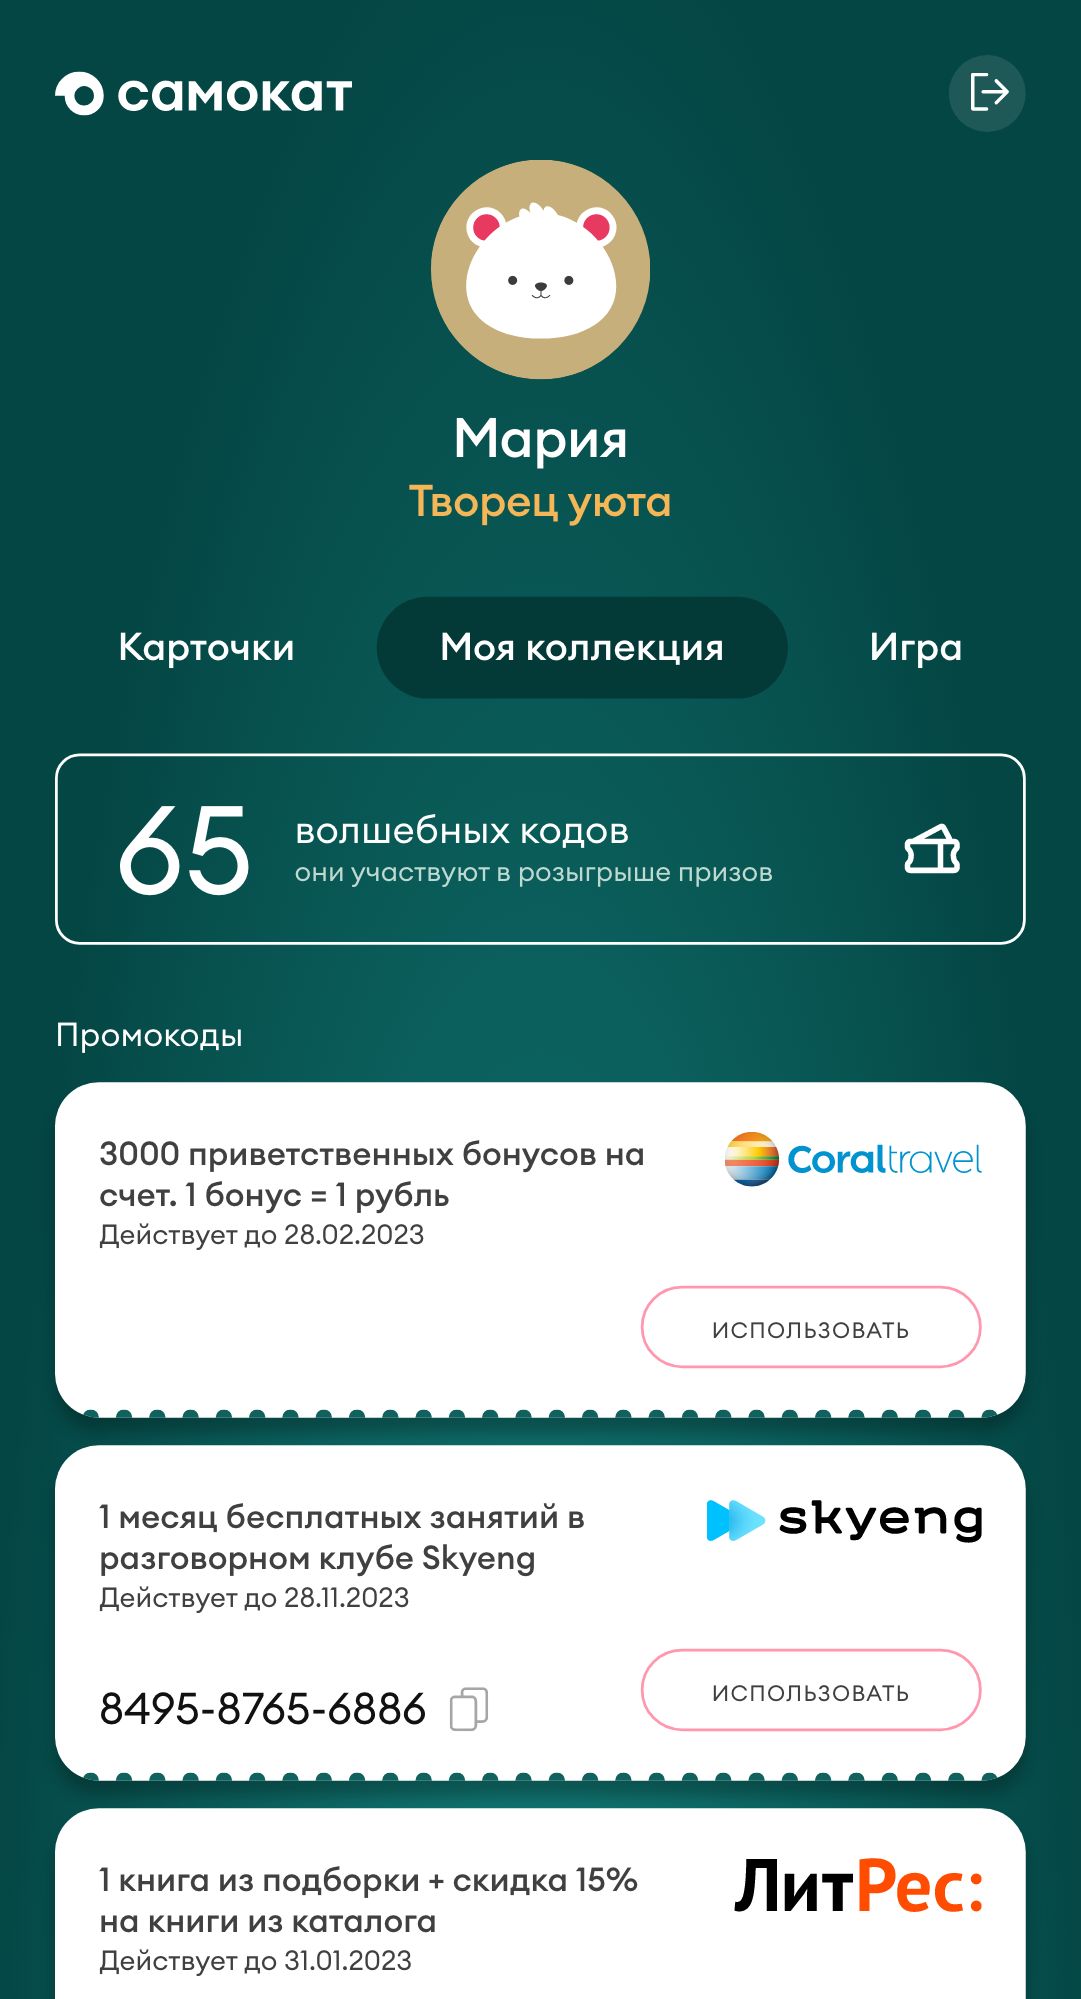 самокат
Мария
Творец уюта
Карточки
Моя коллекция
Игра
65
волшебных кодов
они участвуют в розыгрыше призов
Промокоды
3000 приветственных бонусов на
счет. 1 бонус = 1 рубль
Действует до 28.02.2023
Coraltravel
ИСПОЛЬЗОВАТЬ
1 месяц бесплатных занятий в
разговорном клубе Skyeng
Действует до 28.11.2023
skyeng
8495-8765-6886
ИСПОЛЬЗОВАТЬ
1 книга из подборки + скидка 15%
на книги из каталога
Действует до 31.01.2023
ЛитРес: